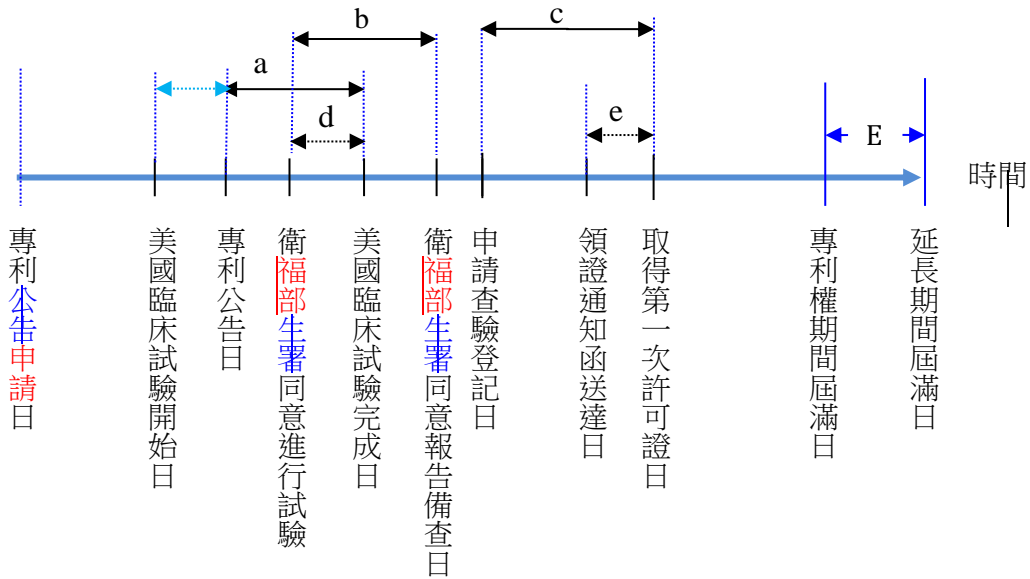 b
c
a
d
e
E
時間
專利公告申請日
美國臨床試驗開始日
專利公告日
衛福部生署同意進行試驗
美國臨床試驗完成日
衛福部生署同意報告備查日
申請查驗登記日
領證通知函送達日
取得第一次許可證日
專利權期間屆滿日
延長期間屆滿日